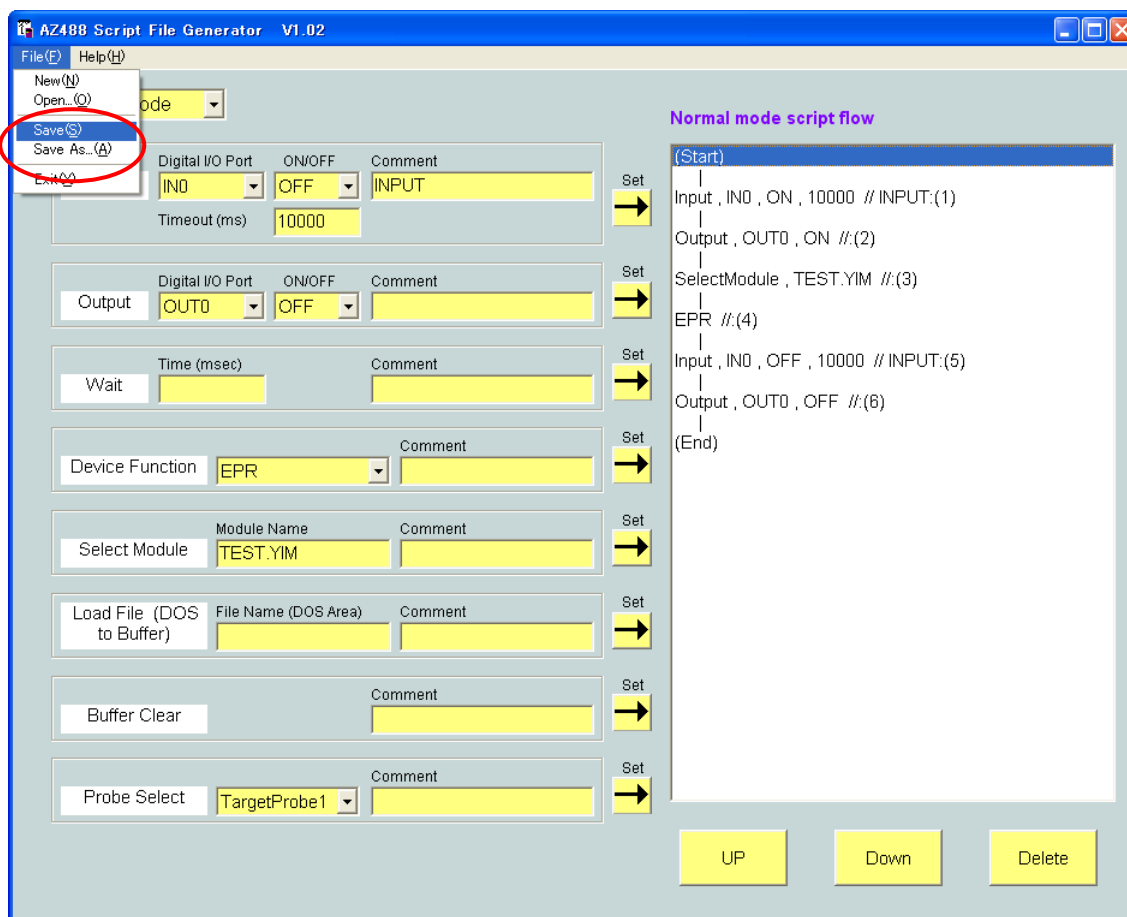 AZ488 Script File Generator V1.02
File(F) Help(H)
New(N)
Open...(O)
Save(S)
Save As...(A)
ode
Normal mode script flow
Digital I/O Port ON/OFF Comment
IN0 OFF INPUT
Timeout (ms) 10000
Set
Output
Digital I/O Port ON/OFF Comment
OUT0 OFF
Set
Wait
Time (msec) Comment
Set
Device Function
EPR
Comment
Set
Select Module
Module Name Comment
TEST.YIM
Set
Load File (DOS
to Buffer)
File Name (DOS Area) Comment
Set
Buffer Clear
Comment
Set
Probe Select
TargetProbe1
Comment
Set
(Start)
|
Input , IN0 , ON , 10000 // INPUT:(1)
|
Output , OUT0 , ON //:(2)
|
SelectModule , TEST.YIM //:(3)
|
EPR //:(4)
|
Input , IN0 , OFF , 10000 // INPUT:(5)
|
Output , OUT0 , OFF //:(6)
|
(End)
UP Down Delete